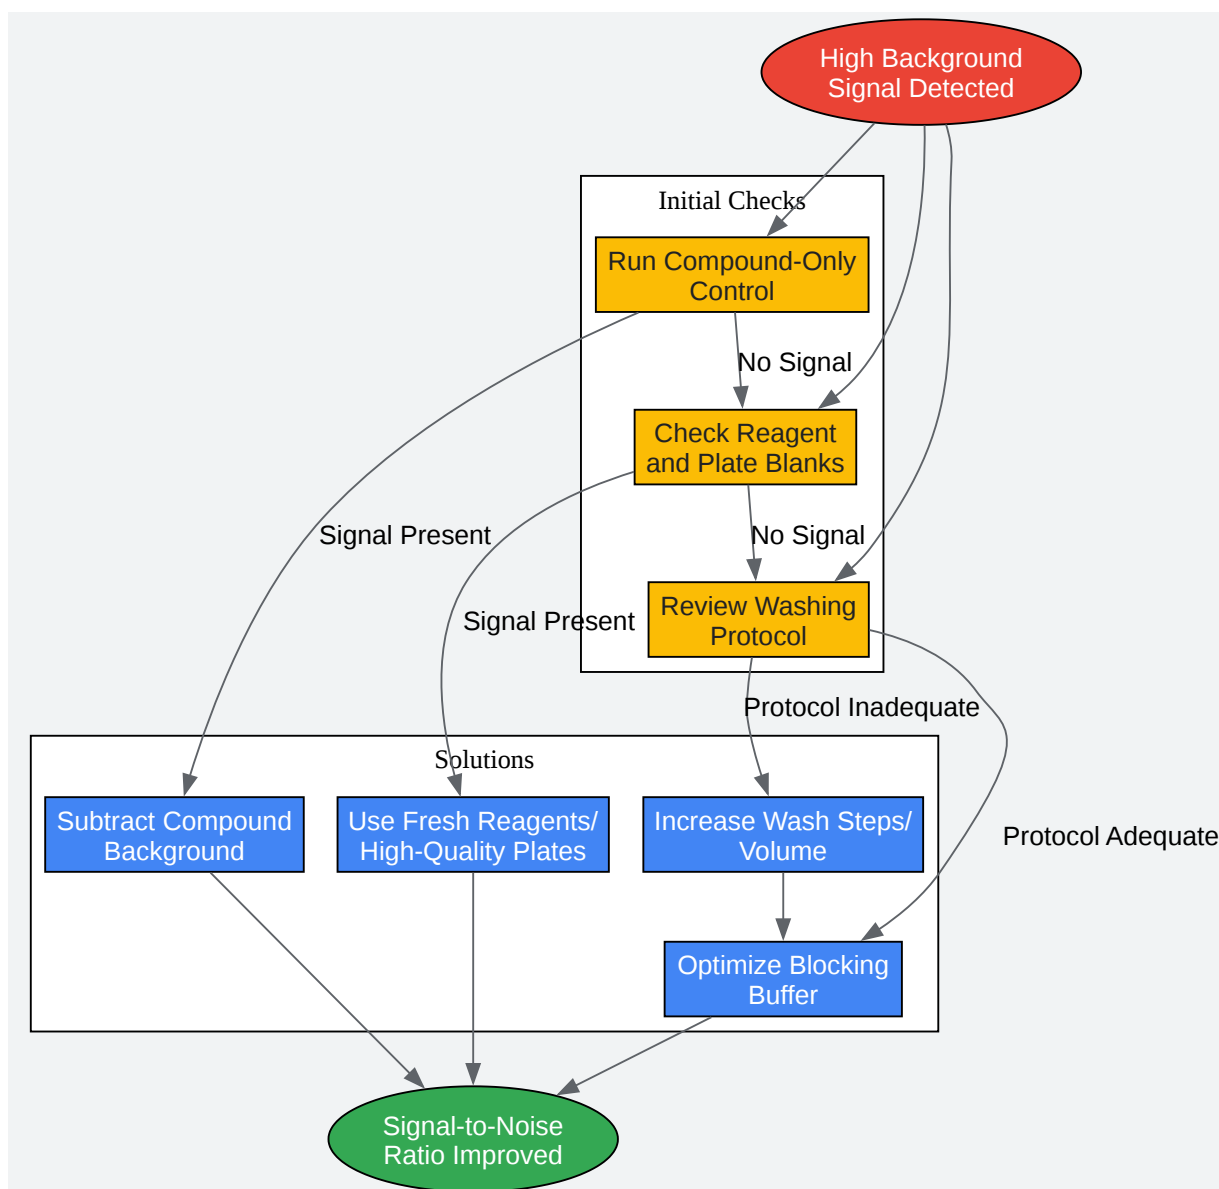 High Background
Signal Detected
Initial Checks
Run Compound-Only
Control
No Signal
Check Reagent
and Plate Blanks
Signal Present
No Signal
Review Washing
Protocol
Signal Present
Protocol Inadequate
Solutions
Subtract Compound
Background
Use Fresh Reagents/
High-Quality Plates
Increase Wash Steps/
Volume
Protocol Adequate
Optimize Blocking
Buffer
Signal-to-Noise
Ratio Improved